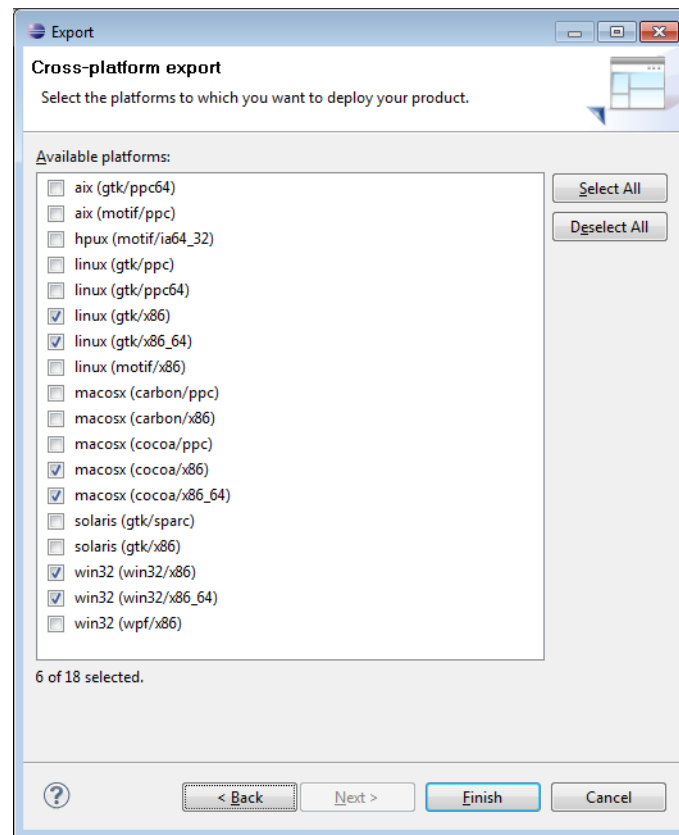 Export
Cross-platform export
Select the platforms to which you want to deploy your product.
Available platforms:
aix (gtk/ppc64)
aix (motif/ppc)
hpux (motif/ia64_32)
linux (gtk/ppc)
linux (gtk/ppc64)
linux (gtk/x86)
linux (gtk/x86_64)
linux (motif/x86)
macosx (carbon/ppc)
macosx (carbon/x86)
macosx (cocoa/ppc)
macosx (cocoa/x86)
macosx (cocoa/x86_64)
solaris (gtk/sparc)
solaris (gtk/x86)
win32 (win32/x86)
win32 (win32/x86_64)
win32 (wpf/x86)
Select All
Deselect All
6 of 18 selected.
? < Back Next > Finish Cancel